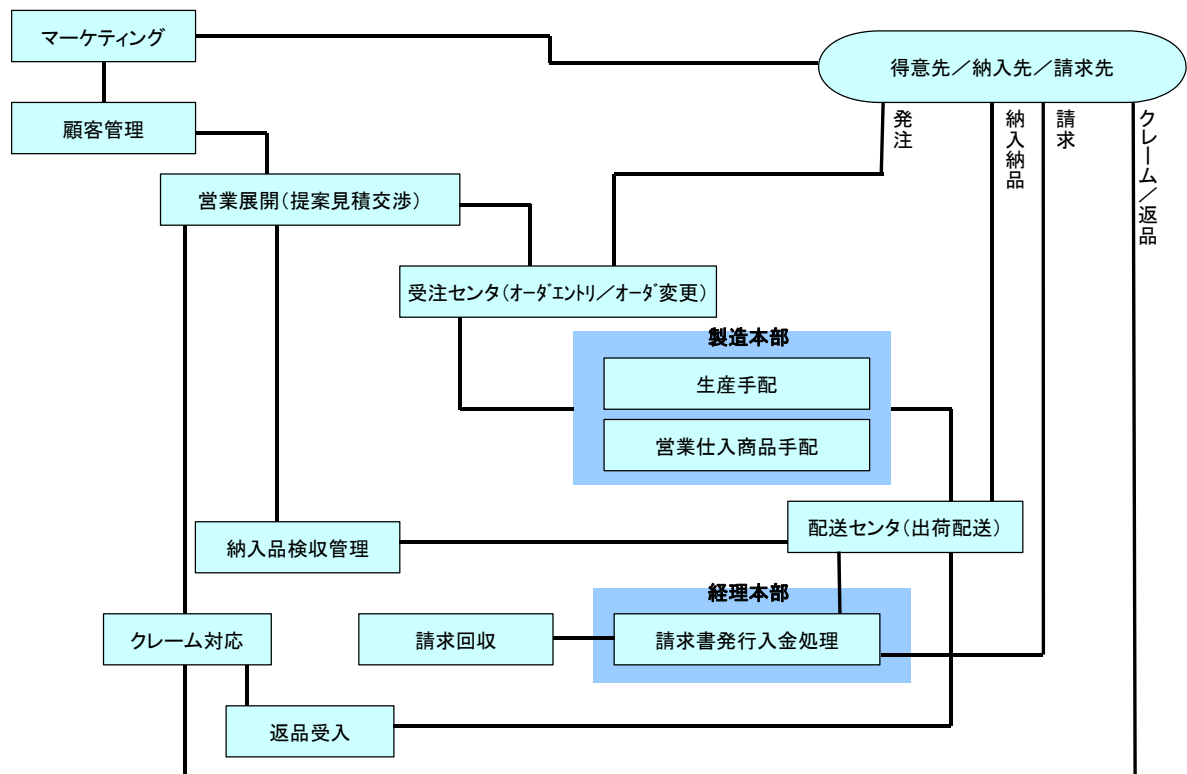 マーケティング
得意先／納入先／請求先
顧客管理
発注
納入納品
請求
クレーム／返品
営業展開（提案見積交渉）
受注センタ（ｵｰﾀﾞｴﾝﾄﾘ／ｵｰﾀﾞ変更）
製造本部
生産手配
営業仕入商品手配
配送センタ（出荷配送）
納入品検収管理
経理本部
クレーム対応
請求回収
請求書発行入金処理
返品受入